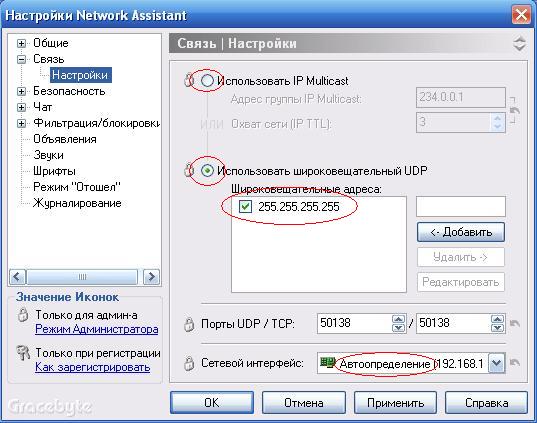 Настройки Network Assistant
Общие
Связь
Настройки
Безопасность
Чат
Фильтрация/блокировки
Объявления
Звуки
Шрифты
Режим "Отошел"
Журналирование
Значение Иконок
Только для админ-а
Режим Администратора
Только при регистрации
Как зарегистрировать
Gracebyte
Связь | Настройки
Использовать IP Multicast
Адрес группы IP Multicast: 234.0.0.1
ИЛИ
Охват сети (IP TTL): 3
Использовать широковещательный UDP
Широковещательные адреса:
255.255.255.255
<- Добавить
Удалить ->
Редактировать
Порты UDP / TCP: 50138 / 50138
Сетевой интерфейс: Автоопределение (192.168.1
OK Отмена Применить Справка